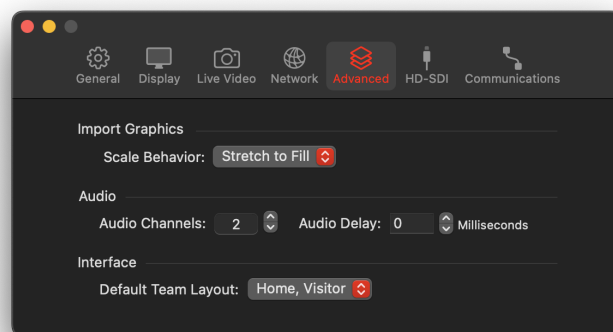 General Display Live Video Network Advanced HD-SDI Communications
Import Graphics
Scale Behavior: Stretch to Fill
Audio
Audio Channels: 2 Audio Delay: 0 Milliseconds
Interface
Default Team Layout: Home, Visitor